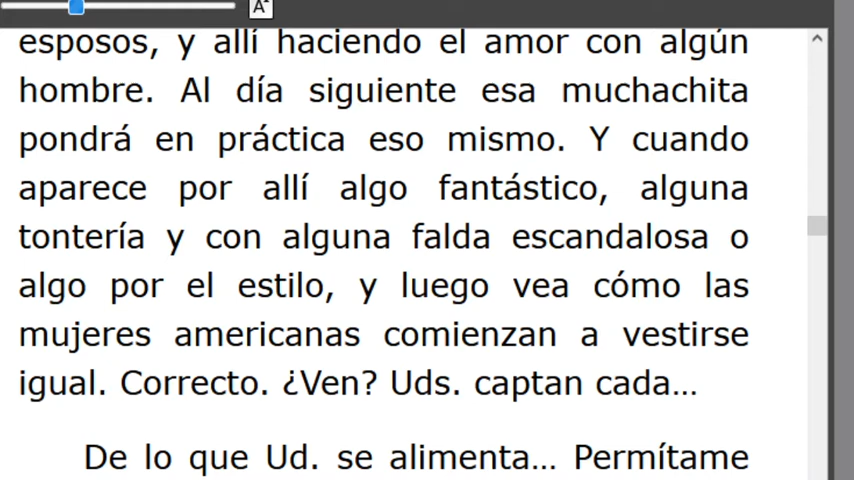 A
esposos, y allí haciendo el amor con algún
hombre. Al día siguiente esa muchachita
pondrá en práctica eso mismo. Y cuando
aparece por allí algo fantástico, alguna
tontería y con alguna falda escandalosa o
algo por el estilo, y luego vea cómo las
mujeres americanas comienzan a vestirse
igual. Correcto. ¿Ven? Uds. captan cada…
De lo que Ud. se alimenta… Permítame